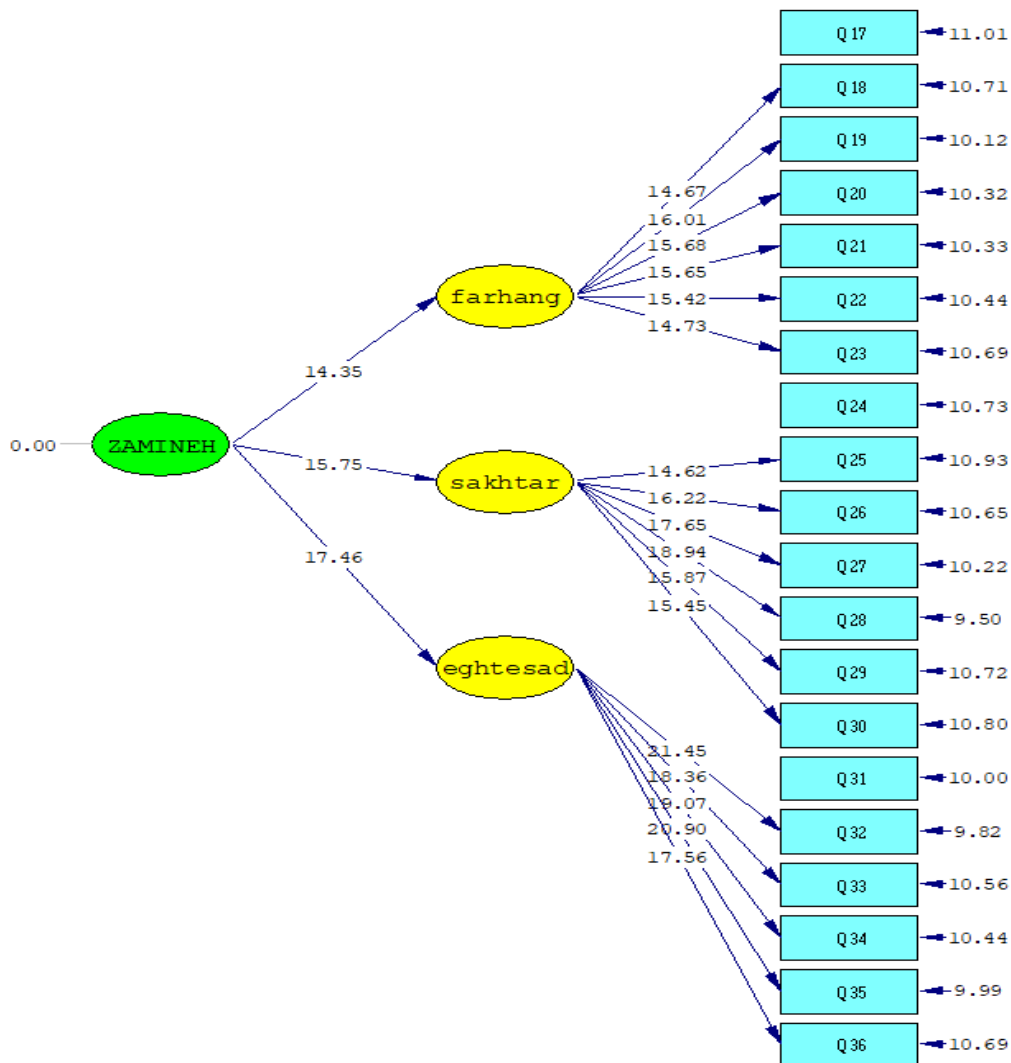 Q17
11.01
Q18
10.71
Q19
10.12
14.67
Q20
10.32
16.01
15.68
Q21
10.33
15.65
farhang
15.42
Q22
10.44
14.73
Q23
10.69
14.35
Q24
10.73
0.00
ZAMINEH
Q25
10.93
15.75
14.62
sakhtar
16.22
Q26
10.65
17.65
18.94
Q27
10.22
17.46
15.87
15.45
Q28
9.50
eghtesad
Q29
10.72
Q30
10.80
21.45
18.36
Q31
10.00
19.07
20.90
Q32
9.82
17.56
Q33
10.56
Q34
10.44
Q35
9.99
Q36
10.69